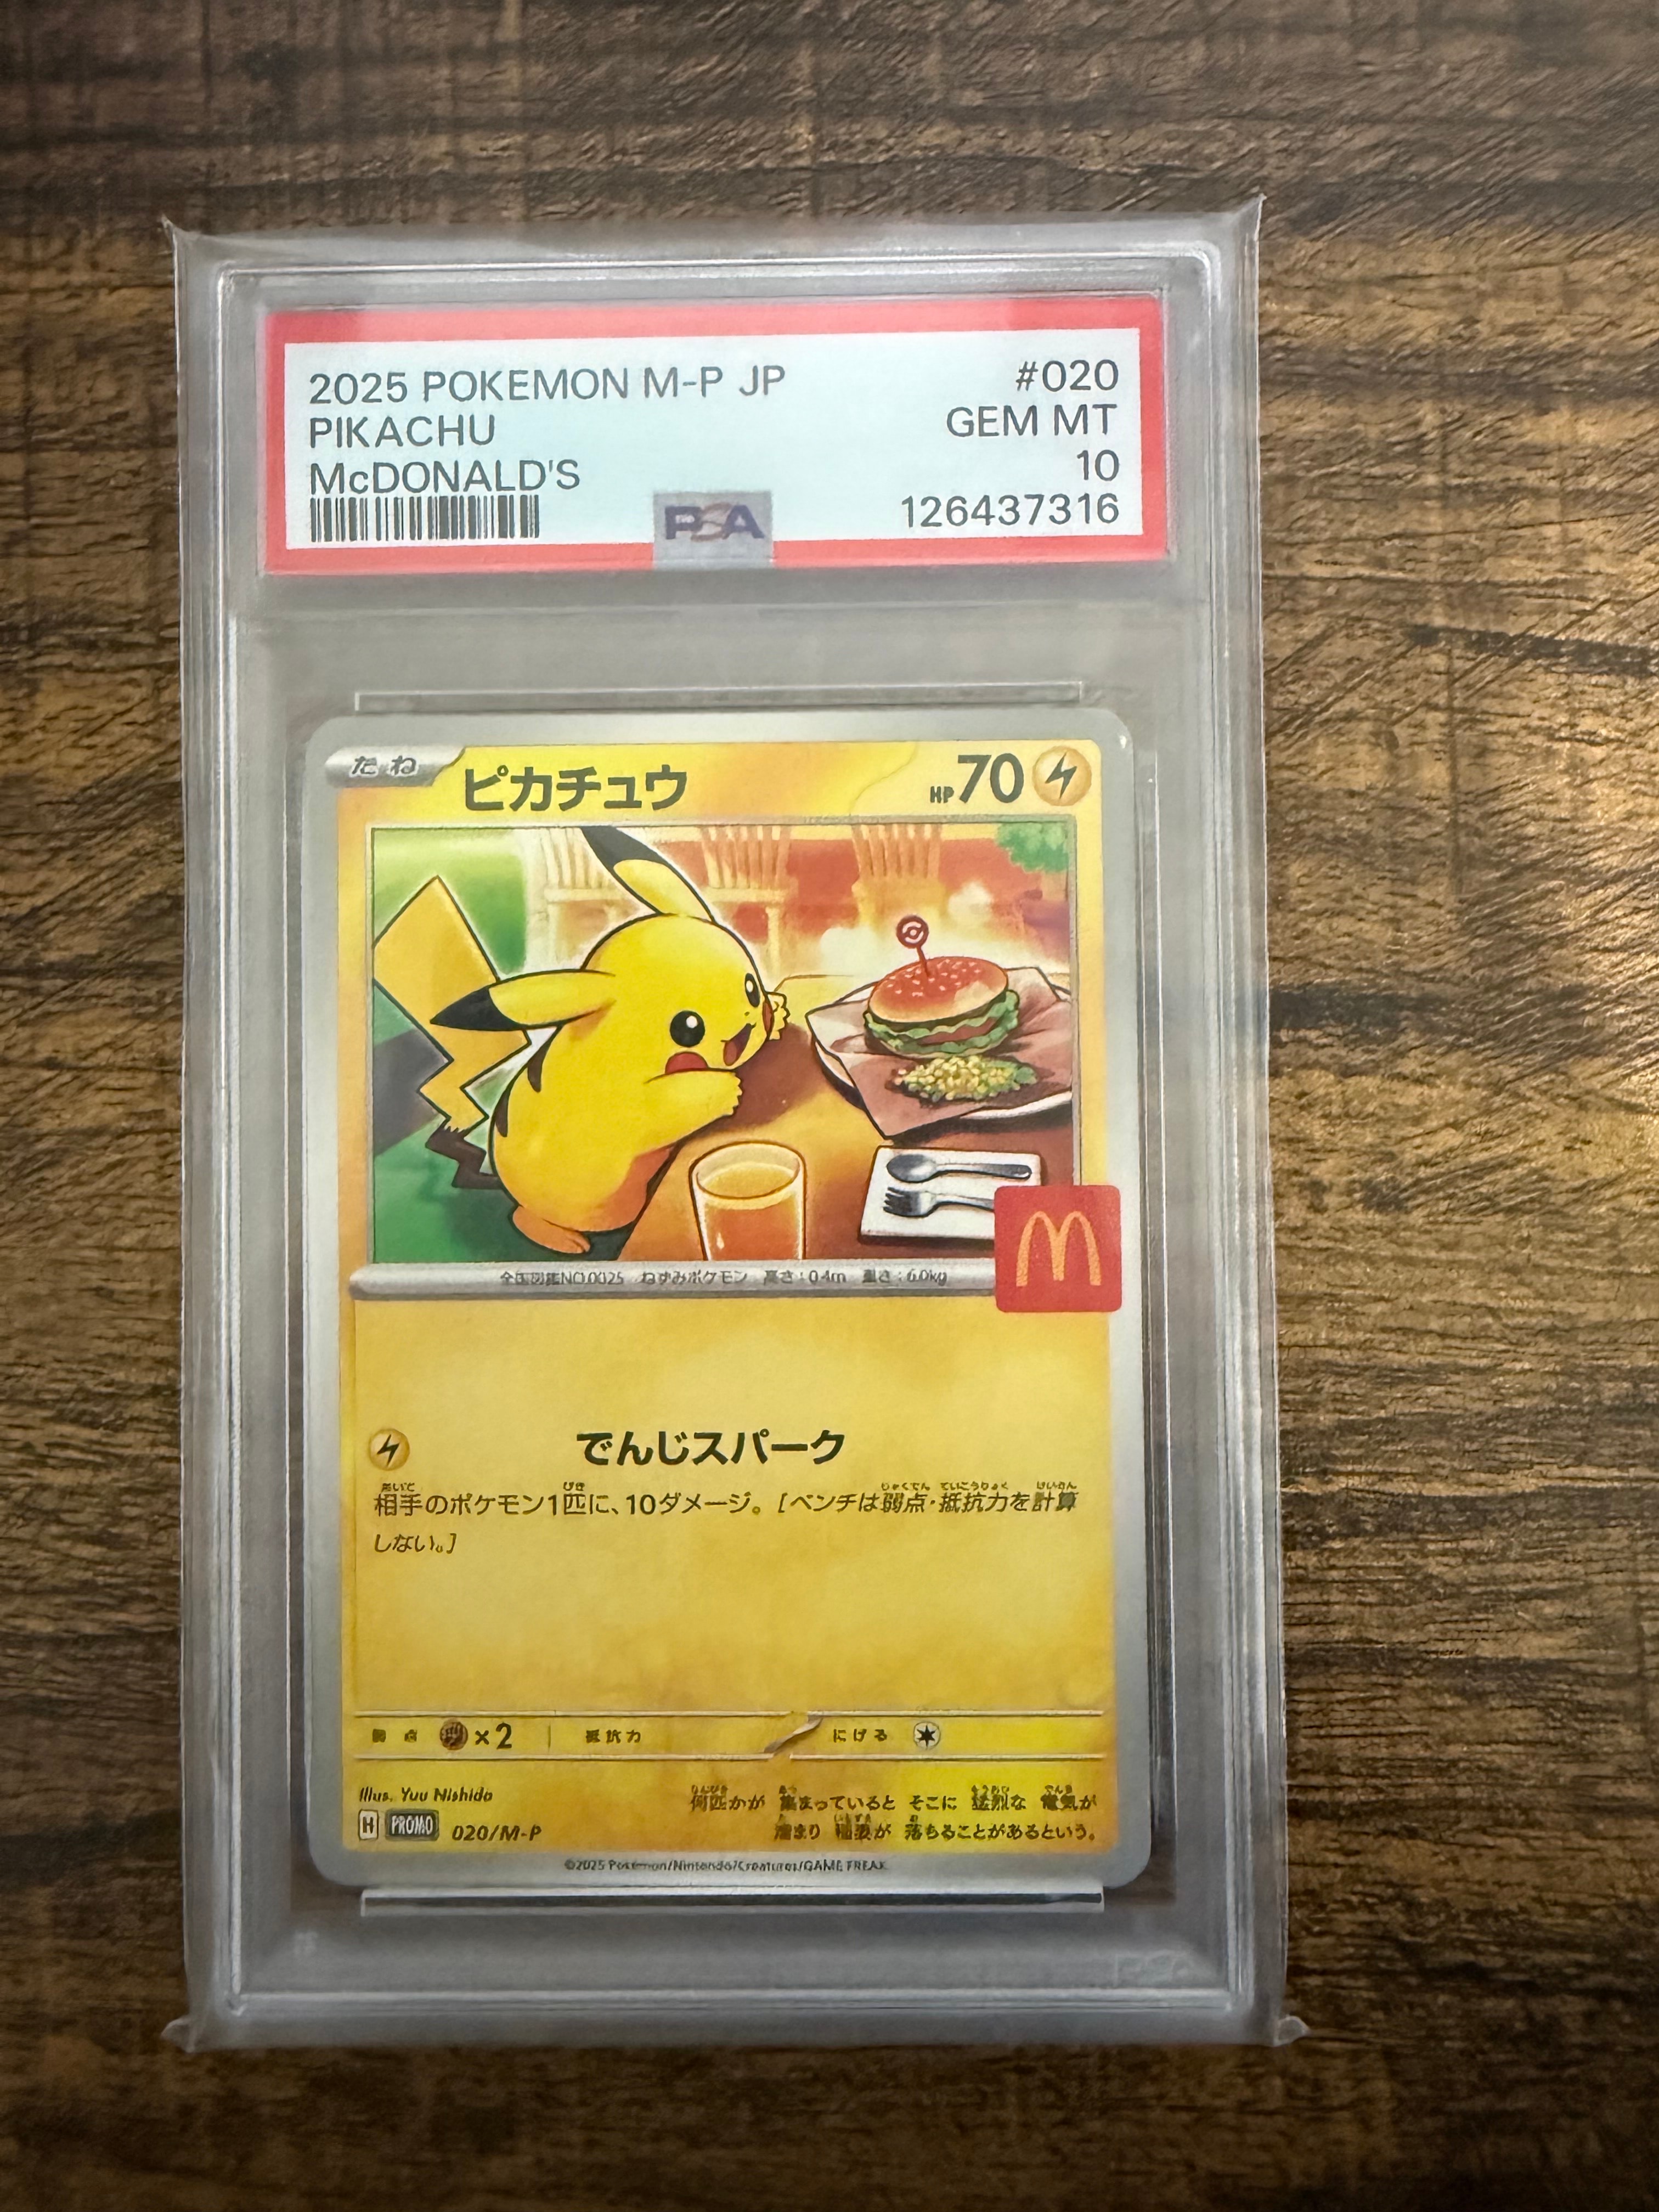 2025 POKEMON M-P JP #020
PIKACHU GEM MT
McDONALD'S 10
126437316
PSA
たね ピカチュウ HP70
全国図鑑NO.0025 ねずみポケモン 高さ:0.4m 重さ:6.0kg
M
でんじスパーク
相手のポケモン1匹に、10ダメージ。[ベンチは弱点・抵抗力を計算
しない。]
弱点 ×2 抵抗力 にげる
Illus. Yuu Nishida
何匹かが 集まっていると そこに 猛烈な 電気が
溜まり 稲妻が 落ちることがあるという。
H PROMO 020/M-P
©2025 Pokémon/Nintendo/Creatures/GAME FREAK